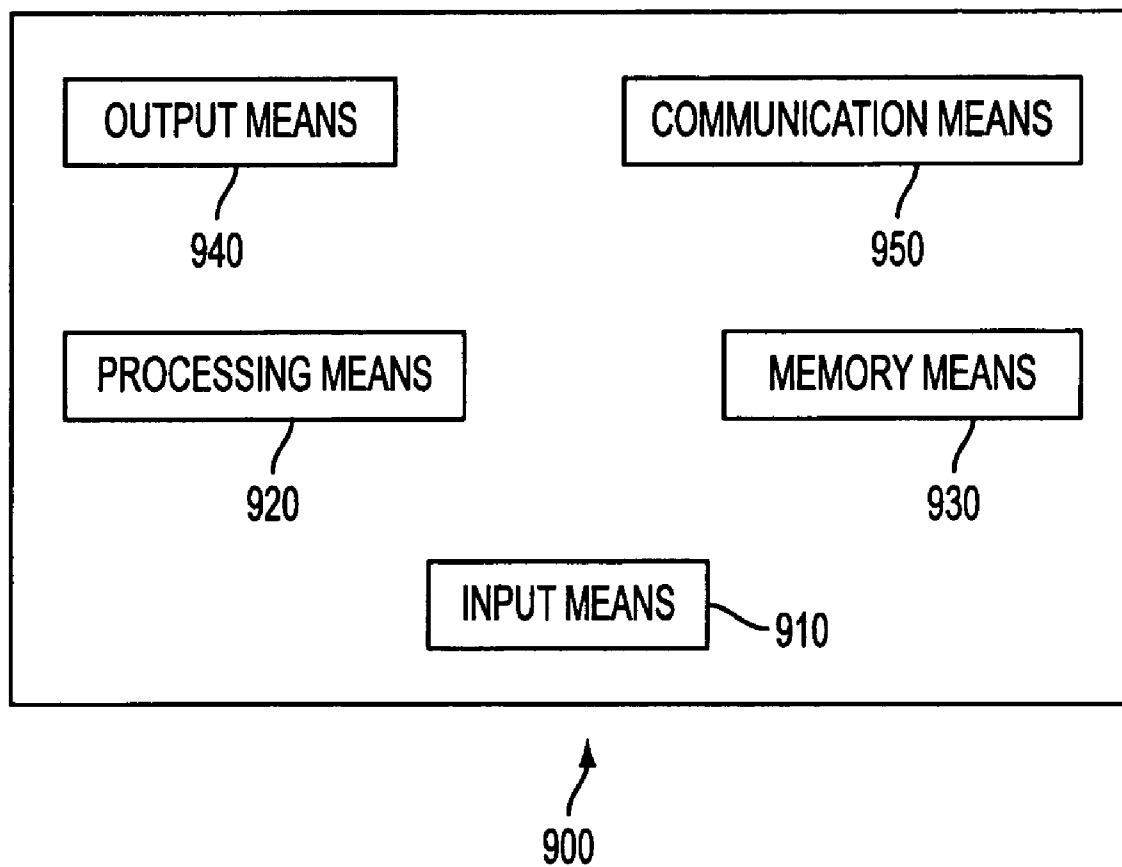 OUTPUT MEANS
940
COMMUNICATION MEANS
950
PROCESSING MEANS
920
MEMORY MEANS
930
INPUT MEANS
910
900